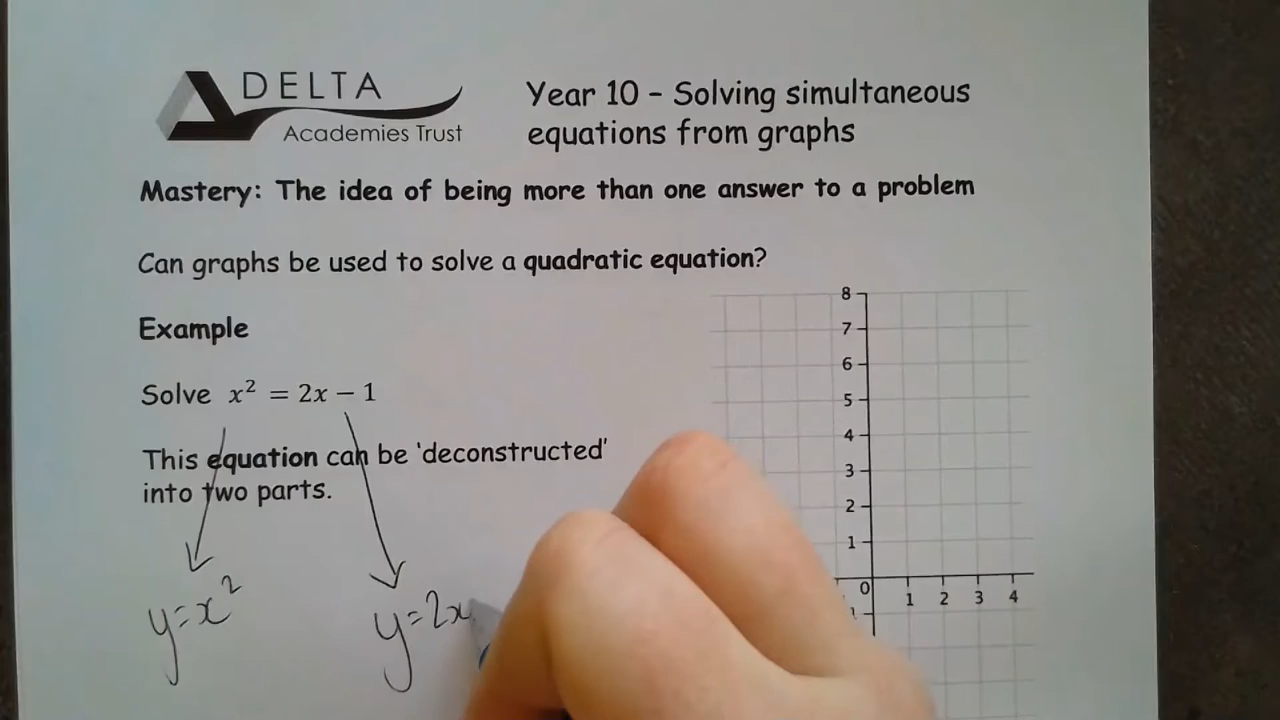 DELTA
Academies Trust
Year 10 – Solving simultaneous
equations from graphs
Mastery: The idea of being more than one answer to a problem
Can graphs be used to solve a quadratic equation?
Example
Solve x² = 2x − 1
This equation can be 'deconstructed'
into two parts.
y=x²
y=2x
8
7
6
5
4
3
2
1
0
1 2 3 4